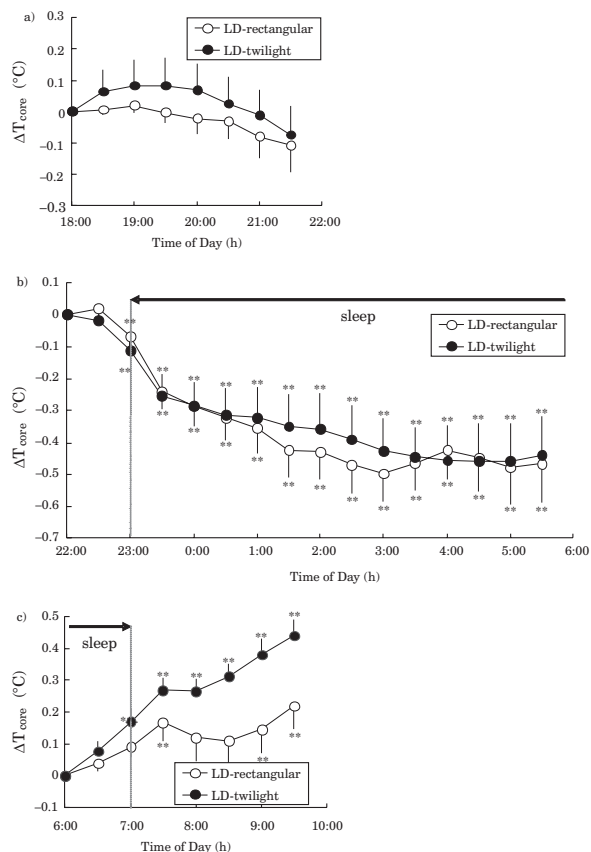 a)
0.3
0.2
0.1
0
−0.1
−0.2
−0.3
ΔTcore (°C)
LD-rectangular
LD-twilight
18:00 19:00 20:00 21:00 22:00
Time of Day (h)
b)
0.1
0
−0.1
−0.2
−0.3
−0.4
−0.5
−0.6
−0.7
ΔTcore (°C)
sleep
LD-rectangular
LD-twilight
** ** ** ** ** ** ** ** ** ** ** ** ** **
** ** ** ** ** ** ** ** ** ** ** ** ** **
22:00 23:00 0:00 1:00 2:00 3:00 4:00 5:00 6:00
Time of Day (h)
c)
0.5
0.4
0.3
0.2
0.1
0
−0.1
ΔTcore (°C)
sleep
* ** ** ** ** **
** ** **
LD-rectangular
LD-twilight
6:00 7:00 8:00 9:00 10:00
Time of Day (h)